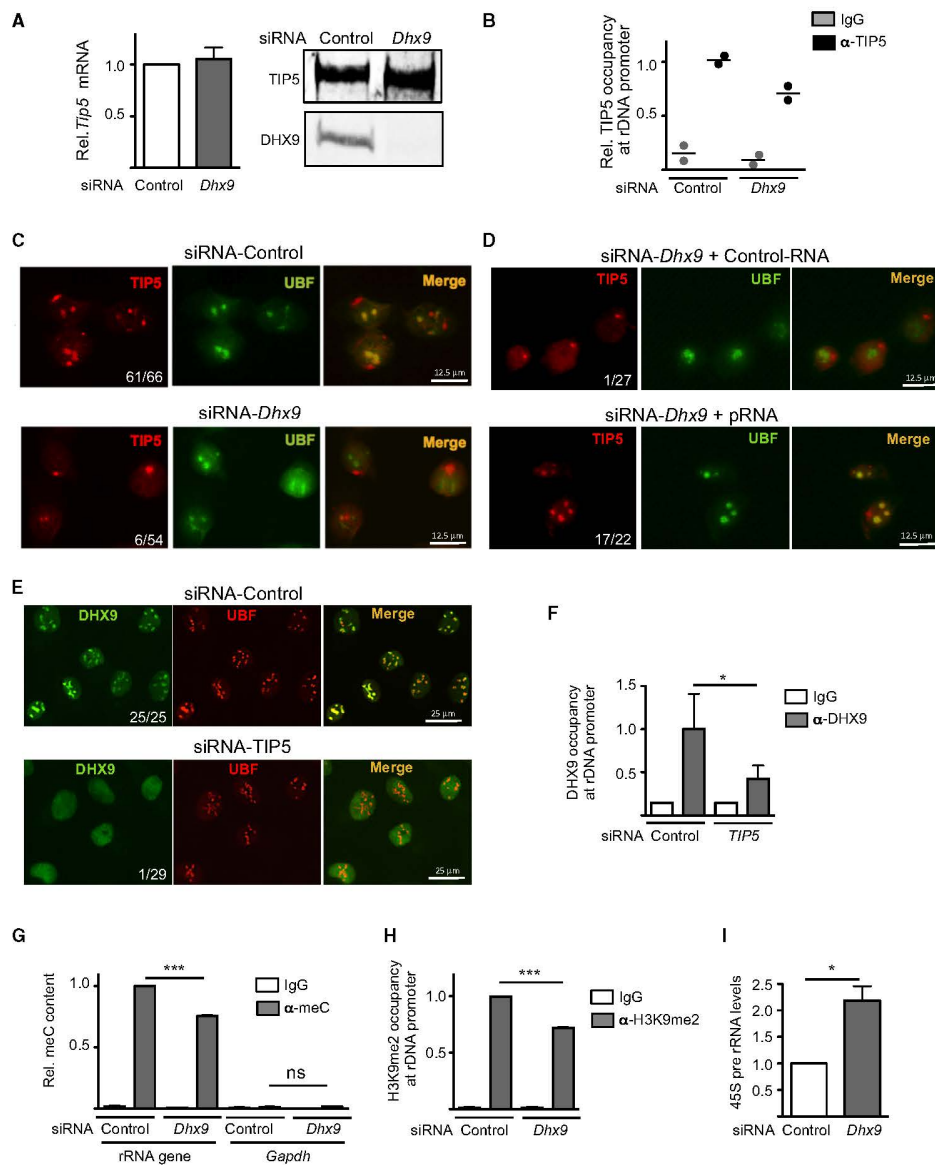 A
Rel. Tip5 mRNA
1.0
0.5
siRNA Control Dhx9
siRNA Control Dhx9
TIP5
DHX9
B
IgG
α-TIP5
Rel. TIP5 occupancy
at rDNA promoter
1.0
0.5
siRNA Control Dhx9
C
siRNA-Control
TIP5 UBF Merge
61/66 12.5 µm
siRNA-Dhx9
TIP5 UBF Merge
6/54 12.5 µm
D
siRNA-Dhx9 + Control-RNA
TIP5 UBF Merge
1/27 12.5 µm
siRNA-Dhx9 + pRNA
TIP5 UBF Merge
17/22 12.5 µm
E
siRNA-Control
DHX9 UBF Merge
25/25 25 µm
siRNA-TIP5
DHX9 UBF Merge
1/29 25 µm
F
IgG
α-DHX9
DHX9 occupancy
at rDNA promoter
1.5
1.0
0.5
*
siRNA Control TIP5
G
IgG
α-meC
Rel. meC content
1.0
0.5
***
ns
siRNA Control Dhx9 Control Dhx9
rRNA gene Gapdh
H
IgG
α-H3K9me2
H3K9me2 occupancy
at rDNA promoter
1.0
0.5
***
siRNA Control Dhx9
I
45S pre rRNA levels
2.5
2.0
1.5
1.0
0.5
*
siRNA Control Dhx9